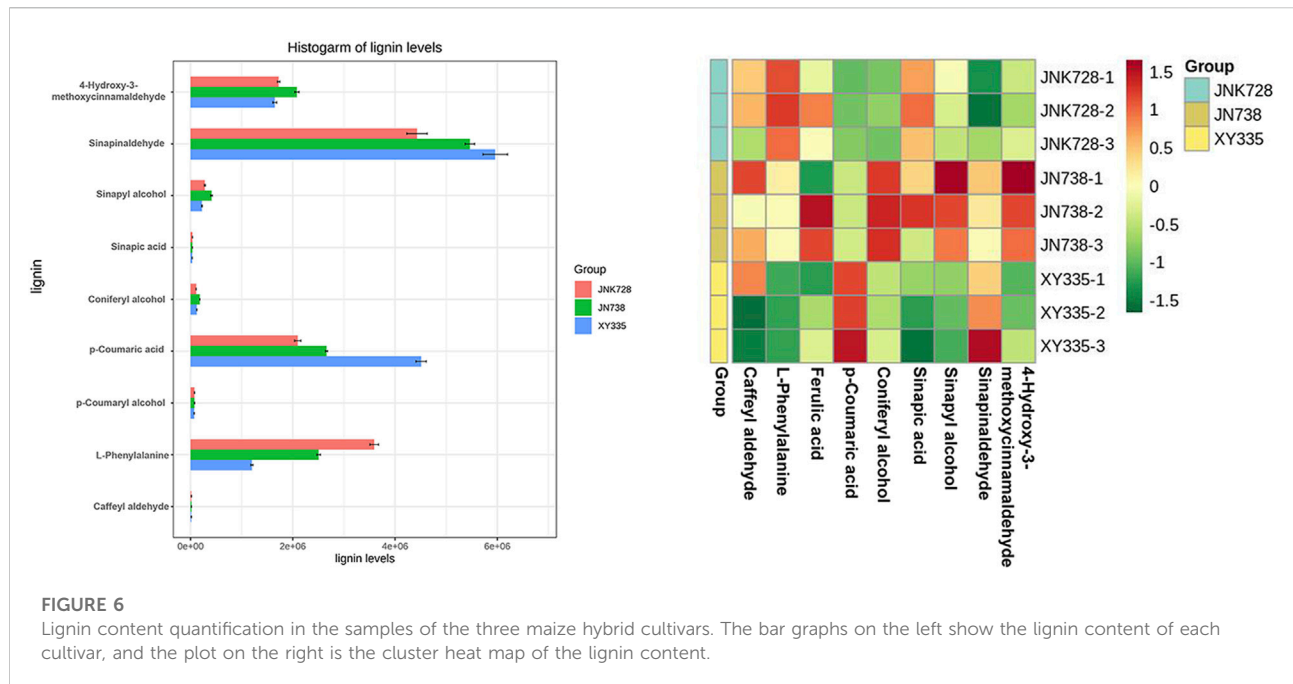 Histogarm of lignin levels
4-Hydroxy-3-
methoxycinnamaldehyde
Sinapinaldehyde
Sinapyl alcohol
Sinapic acid
Coniferyl alcohol
p-Coumaric acid
p-Coumaryl alcohol
L-Phenylalanine
Caffeyl aldehyde
lignin
0e+00
2e+06
4e+06
6e+06
lignin levels
Group
JNK728
JN738
XY335
JNK728-1
JNK728-2
JNK728-3
JN738-1
JN738-2
JN738-3
XY335-1
XY335-2
XY335-3
Group
Caffeyl aldehyde
L-Phenylalanine
Ferulic acid
p-Coumaric acid
Coniferyl alcohol
Sinapic acid
Sinapyl alcohol
Sinapinaldehyde
4-Hydroxy-3-
methoxycinnamaldehyde
1.5
1
0.5
0
-0.5
-1
-1.5
Group
JNK728
JN738
XY335
FIGURE 6
Lignin content quantification in the samples of the three maize hybrid cultivars. The bar graphs on the left show the lignin content of each
cultivar, and the plot on the right is the cluster heat map of the lignin content.